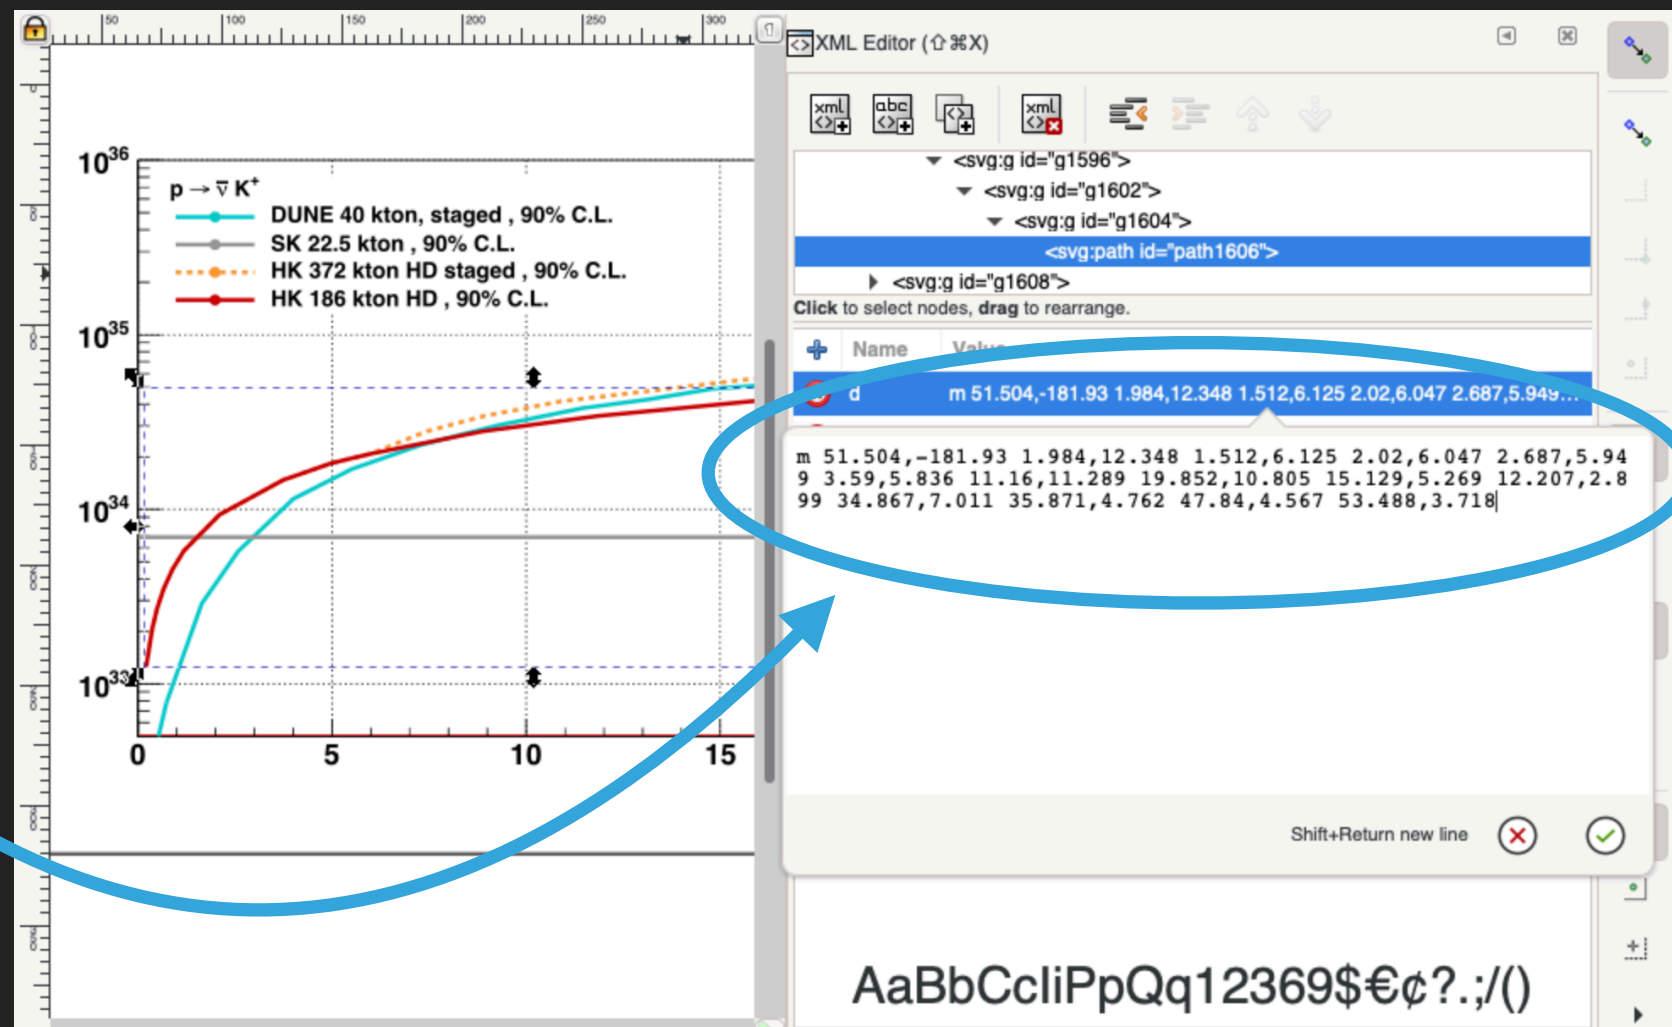 50 100 150 200 250 300
XML Editor (⇧⌘X)
<svg:g id="g1596">
<svg:g id="g1602">
<svg:g id="g1604">
<svg:path id="path1606">
<svg:g id="g1608">
Click to select nodes, drag to rearrange.
Name
d m 51.504,-181.93 1.984,12.348 1.512,6.125 2.02,6.047 2.687,5.949…
m 51.504,-181.93 1.984,12.348 1.512,6.125 2.02,6.047 2.687,5.94
9 3.59,5.836 11.16,11.289 19.852,10.805 15.129,5.269 12.207,2.8
99 34.867,7.011 35.871,4.762 47.84,4.567 53.488,3.718
Shift+Return new line
AaBbCcIiPpQq12369$€¢?.;/()
10³⁶
p → ν̅ K⁺
DUNE 40 kton, staged , 90% C.L.
SK 22.5 kton , 90% C.L.
HK 372 kton HD staged , 90% C.L.
HK 186 kton HD , 90% C.L.
10³⁵
10³⁴
10³³
0 5 10 15